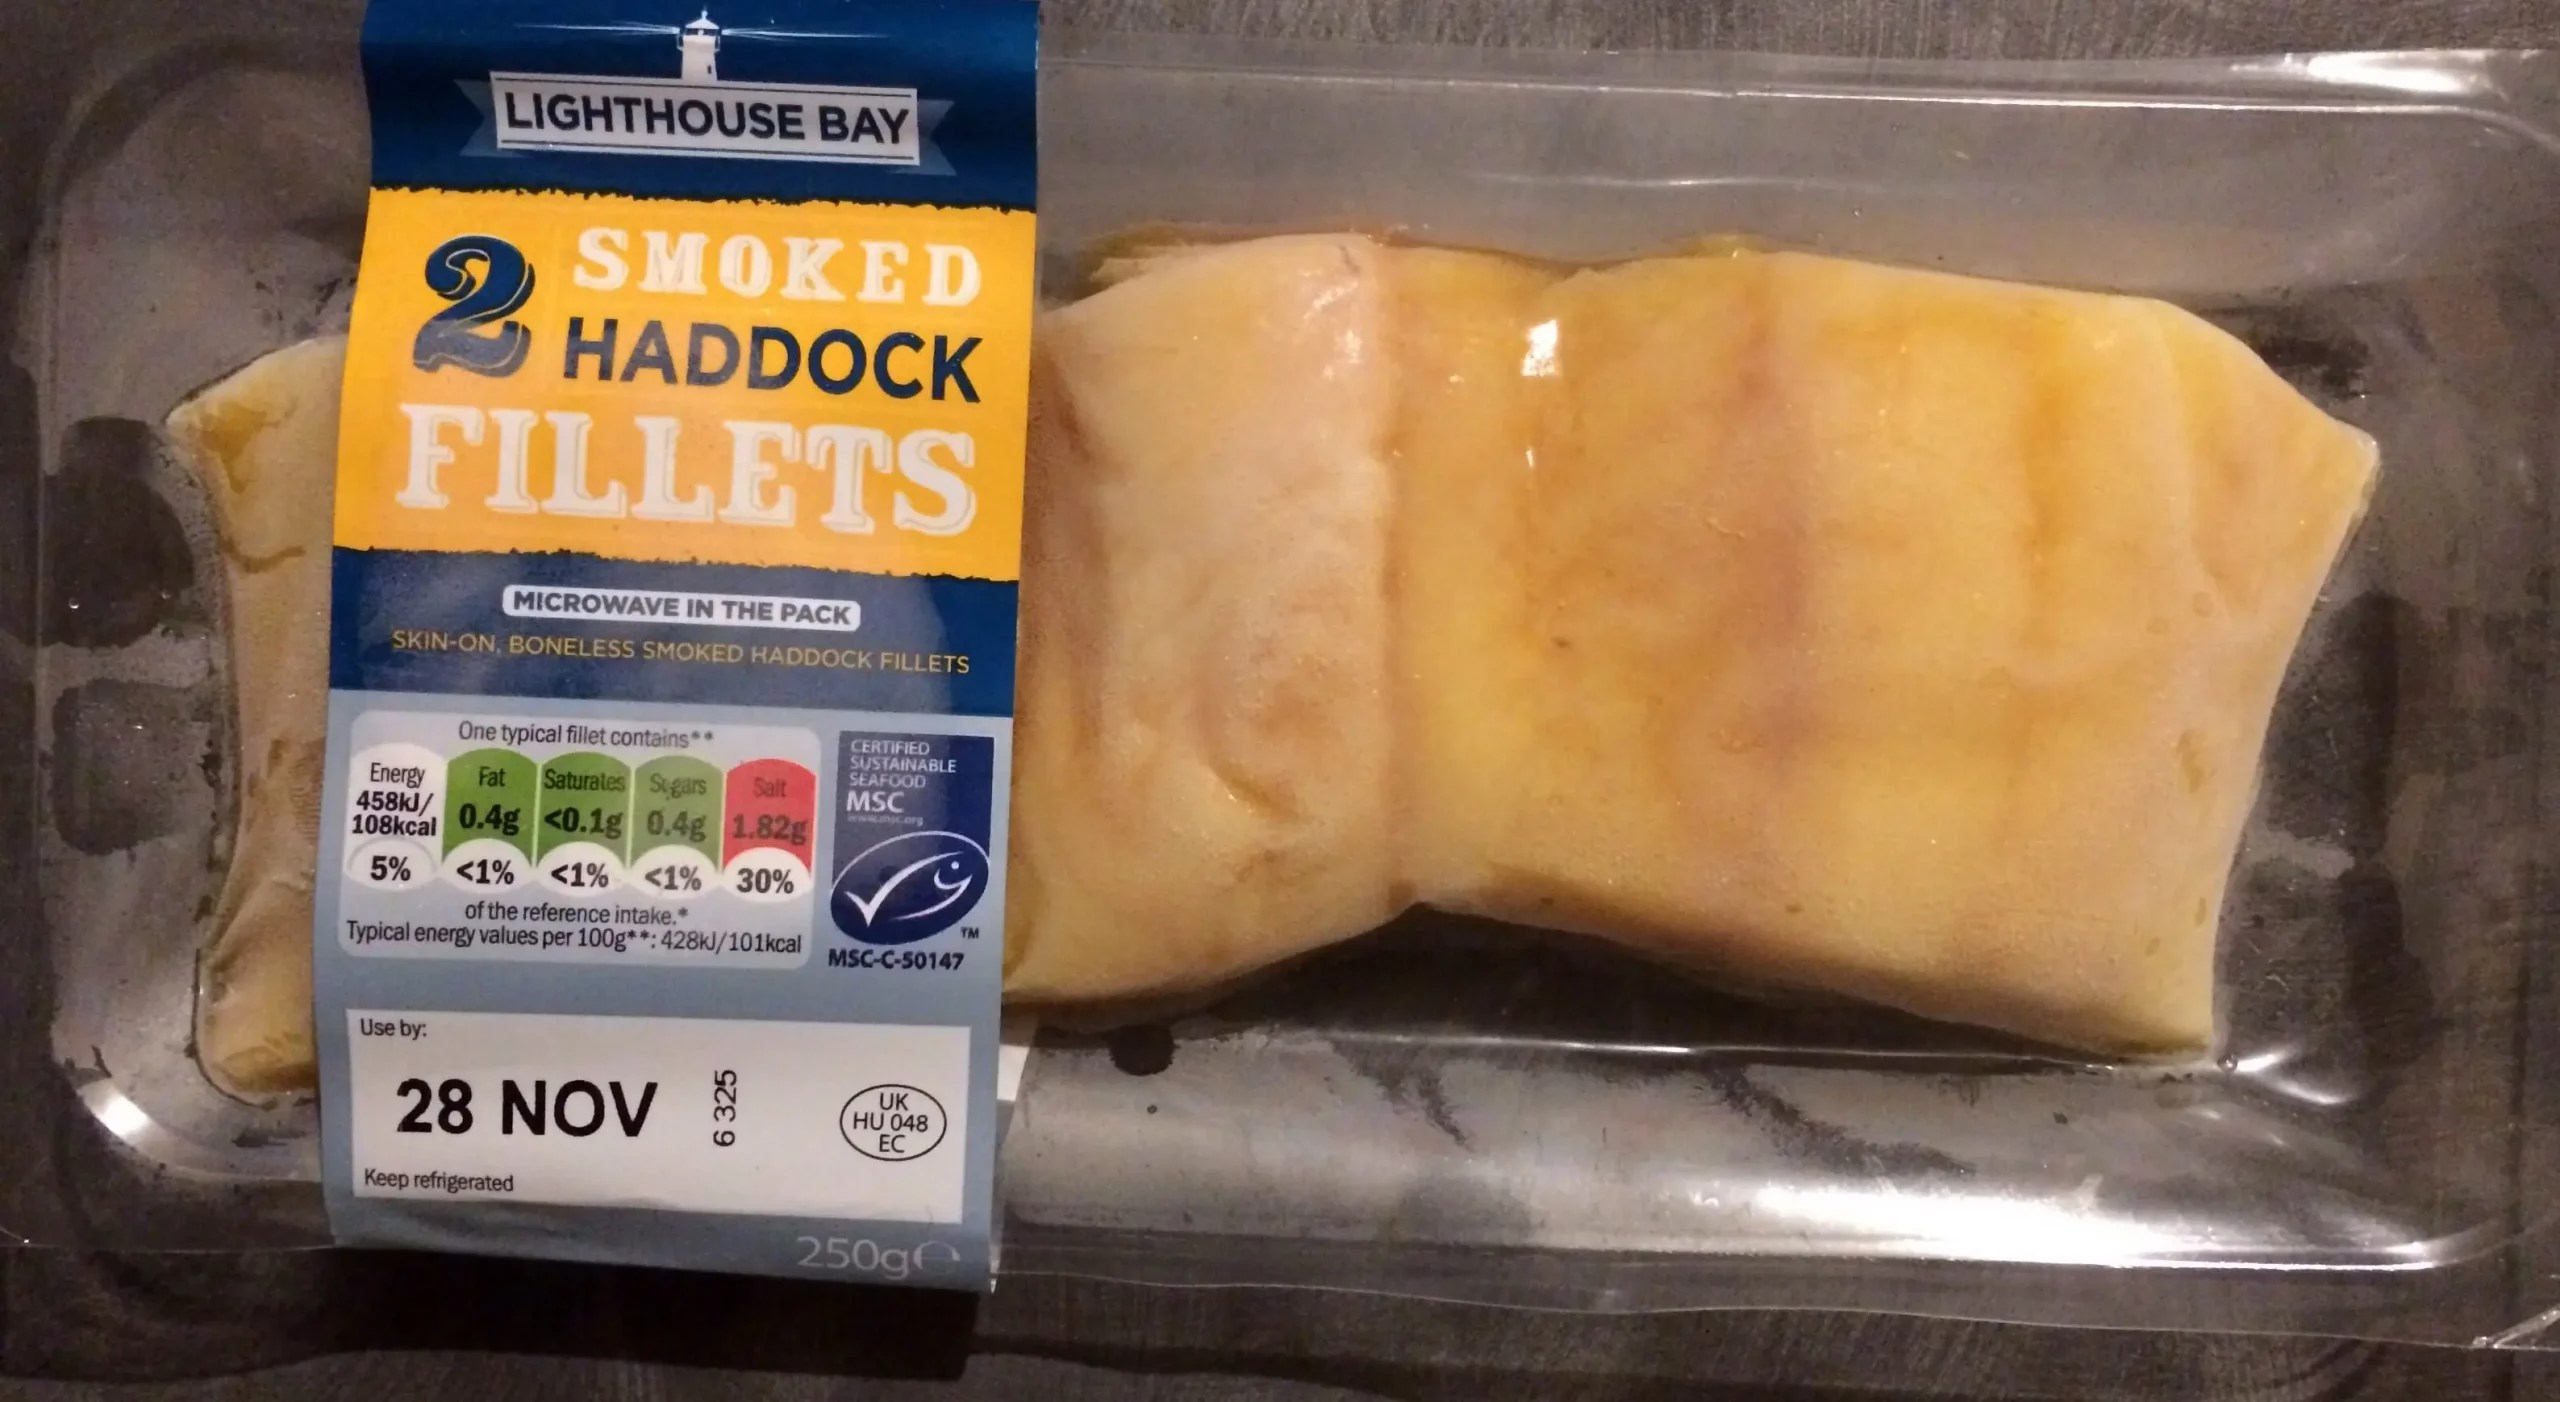 LIGHTHOUSE BAY
2 SMOKED
HADDOCK
FILLETS
MICROWAVE IN THE PACK
SKIN-ON, BONELESS SMOKED HADDOCK FILLETS
One typical fillet contains**
Energy 458kJ/ 108kcal 5%
Fat 0.4g <1%
Saturates <0.1g <1%
Sugars 0.4g <1%
Salt 1.82g 30%
of the reference intake.*
Typical energy values per 100g**: 428kJ/101kcal
CERTIFIED
SUSTAINABLE
SEAFOOD
MSC
www.msc.org
TM
MSC-C-50147
Use by:
28 NOV
6 325
UK
HU 048
EC
Keep refrigerated
250g℮